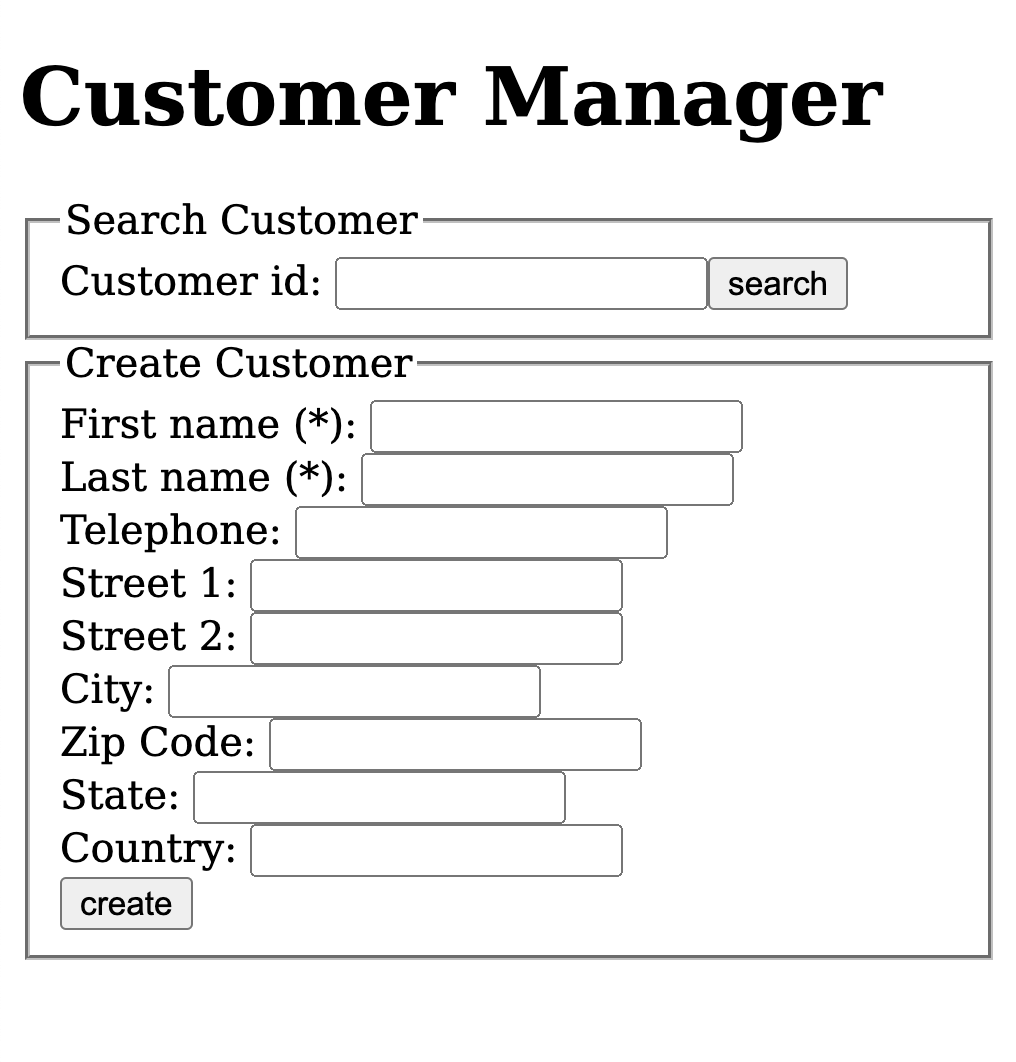 Customer Manager
Search Customer
Customer id: search
Create Customer
First name (*):
Last name (*):
Telephone:
Street 1:
Street 2:
City:
Zip Code:
State:
Country:
create